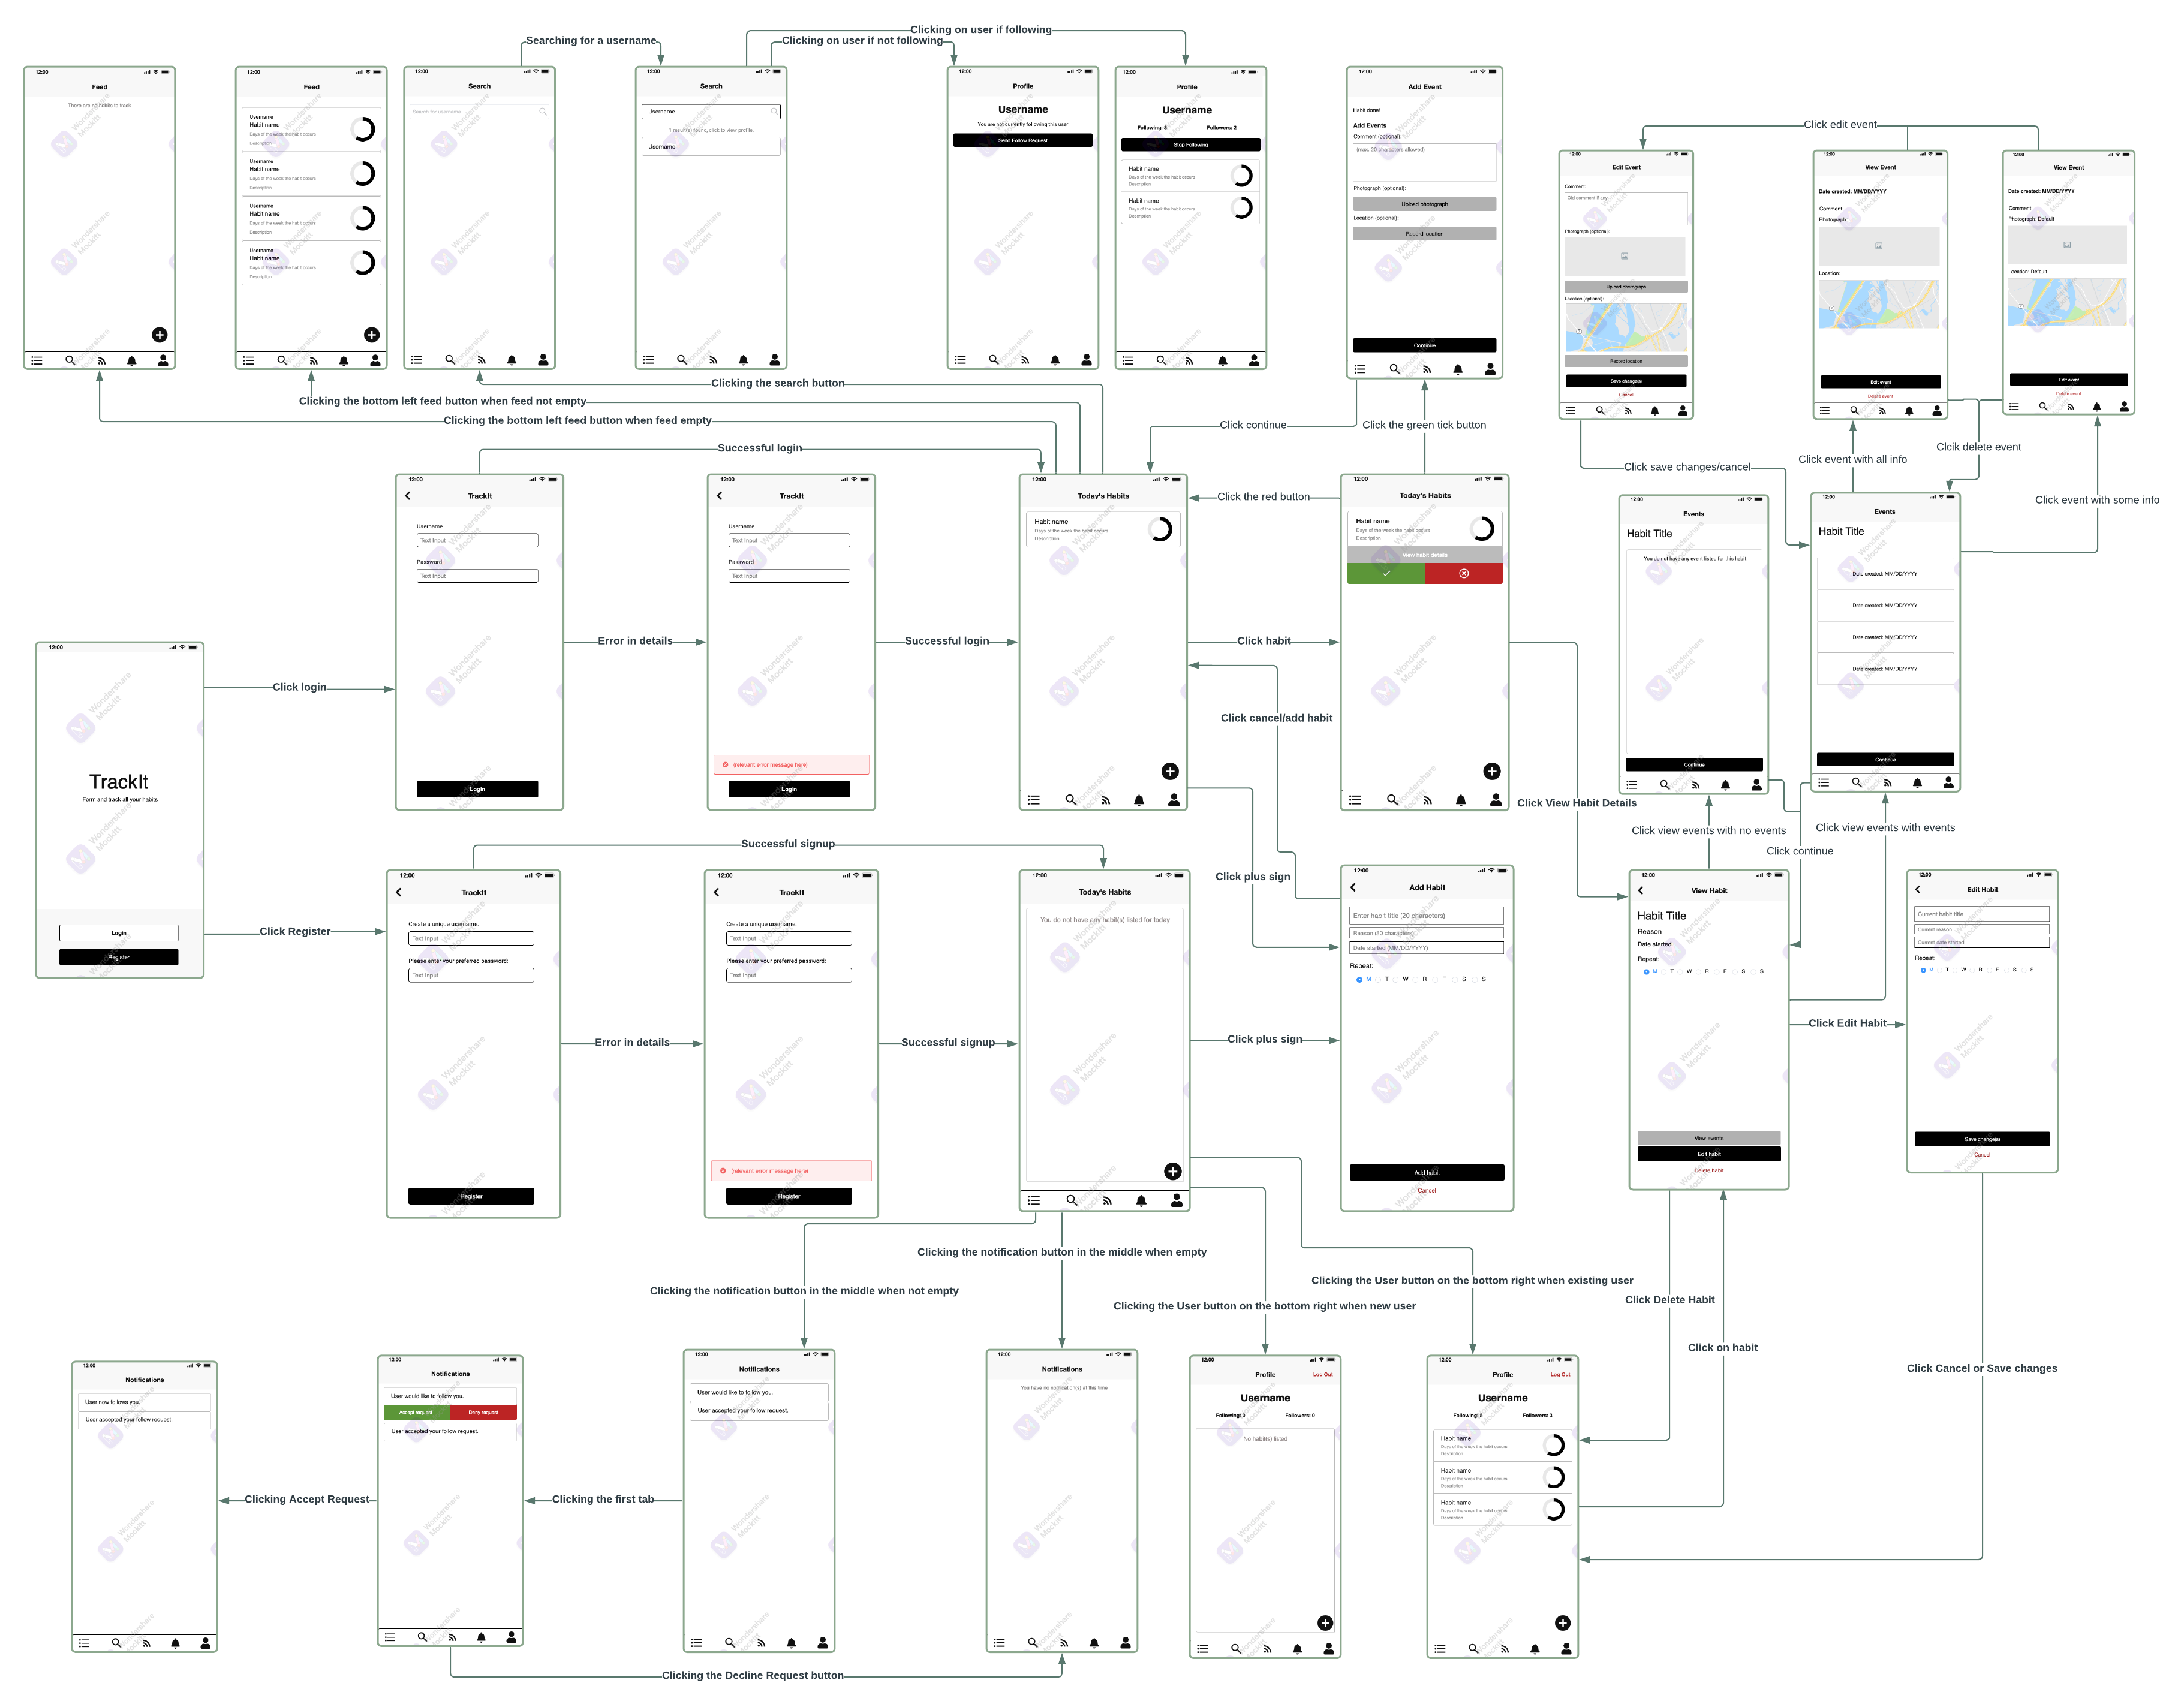 Clicking on user if following
Searching for a username
Clicking on user if not following
12:00
Feed
There are no habits to track
12:00
Feed
Username
Habit name
Days of the week the habit occurs
Description
Username
Habit name
Days of the week the habit occurs
Description
Username
Habit name
Days of the week the habit occurs
Description
Username
Habit name
Days of the week the habit occurs
Description
12:00
Search
Search for username
12:00
Search
Username
1 result(s) found, click to view profile.
Username
12:00
Profile
Username
You are not currently following this user
Send Follow Request
12:00
Profile
Username
Following: 3
Followers: 2
Stop Following
Habit name
Days of the week the habit occurs
Description
Habit name
Days of the week the habit occurs
Description
12:00
Add Event
Habit done!
Add Events
Comment (optional):
(max. 20 characters allowed)
Photograph (optional):
Upload photograph
Location (optional):
Record location
Continue
Click edit event
12:00
Edit Event
Comment:
Old comment if any
Photograph (optional):
Upload photograph
Location (optional):
Record location
Save change(s)
Cancel
12:00
View Event
Date created: MM/DD/YYYY
Comment:
Photograph:
Location:
Edit event
Delete event
12:00
View Event
Date created: MM/DD/YYYY
Comment:
Photograph: Default
Location: Default
Edit event
Delete event
Clicking the search button
Clicking the bottom left feed button when feed not empty
Clicking the bottom left feed button when feed empty
Click continue
Click the green tick button
Successful login
Click save changes/cancel
Click event with all info
Clcik delete event
Click event with some info
12:00
TrackIt
Form and track all your habits
Login
Register
Click login
Click Register
12:00
TrackIt
Username
Text Input
Password
Text Input
Login
Error in details
12:00
TrackIt
Username
Text Input
Password
Text Input
(relevant error message here)
Login
Successful login
12:00
Today's Habits
Habit name
Days of the week the habit occurs
Description
Click the red button
Click habit
Click cancel/add habit
12:00
Today's Habits
Habit name
Days of the week the habit occurs
Description
View habit details
Click View Habit Details
12:00
Events
Habit Title
You do not have any event listed for this habit
Continue
12:00
Events
Habit Title
Date created: MM/DD/YYYY
Date created: MM/DD/YYYY
Date created: MM/DD/YYYY
Date created: MM/DD/YYYY
Continue
Click view events with no events
Click view events with events
Click continue
Successful signup
12:00
TrackIt
Create a unique username:
Text Input
Please enter your preferred password:
Text Input
Register
Error in details
12:00
TrackIt
Create a unique username:
Text Input
Please enter your preferred password:
Text Input
(relevant error message here)
Register
Successful signup
12:00
Today's Habits
You do not have any habit(s) listed for today
Click plus sign
Click plus sign
12:00
Add Habit
Enter habit title (20 characters)
Reason (30 characters)
Date started (MM/DD/YYYY)
Repeat:
M T W R F S S
Add habit
Cancel
12:00
View Habit
Habit Title
Reason
Date started
Repeat:
M T W R F S S
View events
Edit habit
Delete habit
Click Edit Habit
12:00
Edit Habit
Current habit title
Current reason
Current date started
Repeat:
M T W R F S S
Save change(s)
Cancel
Clicking the notification button in the middle when empty
Clicking the notification button in the middle when not empty
Clicking the User button on the bottom right when existing user
Clicking the User button on the bottom right when new user
Click Delete Habit
Click on habit
Click Cancel or Save changes
12:00
Notifications
User now follows you.
User accepted your follow request.
Clicking Accept Request
12:00
Notifications
User would like to follow you.
Accept request
Deny request
User accepted your follow request.
Clicking the first tab
12:00
Notifications
User would like to follow you.
User accepted your follow request.
12:00
Notifications
You have no notification(s) at this time
12:00
Profile
Log Out
Username
Following: 0
Followers: 0
No habit(s) listed
12:00
Profile
Log Out
Username
Following: 5
Followers: 3
Habit name
Days of the week the habit occurs
Description
Habit name
Days of the week the habit occurs
Description
Habit name
Days of the week the habit occurs
Description
Clicking the Decline Request button
Wondershare
Mockitt